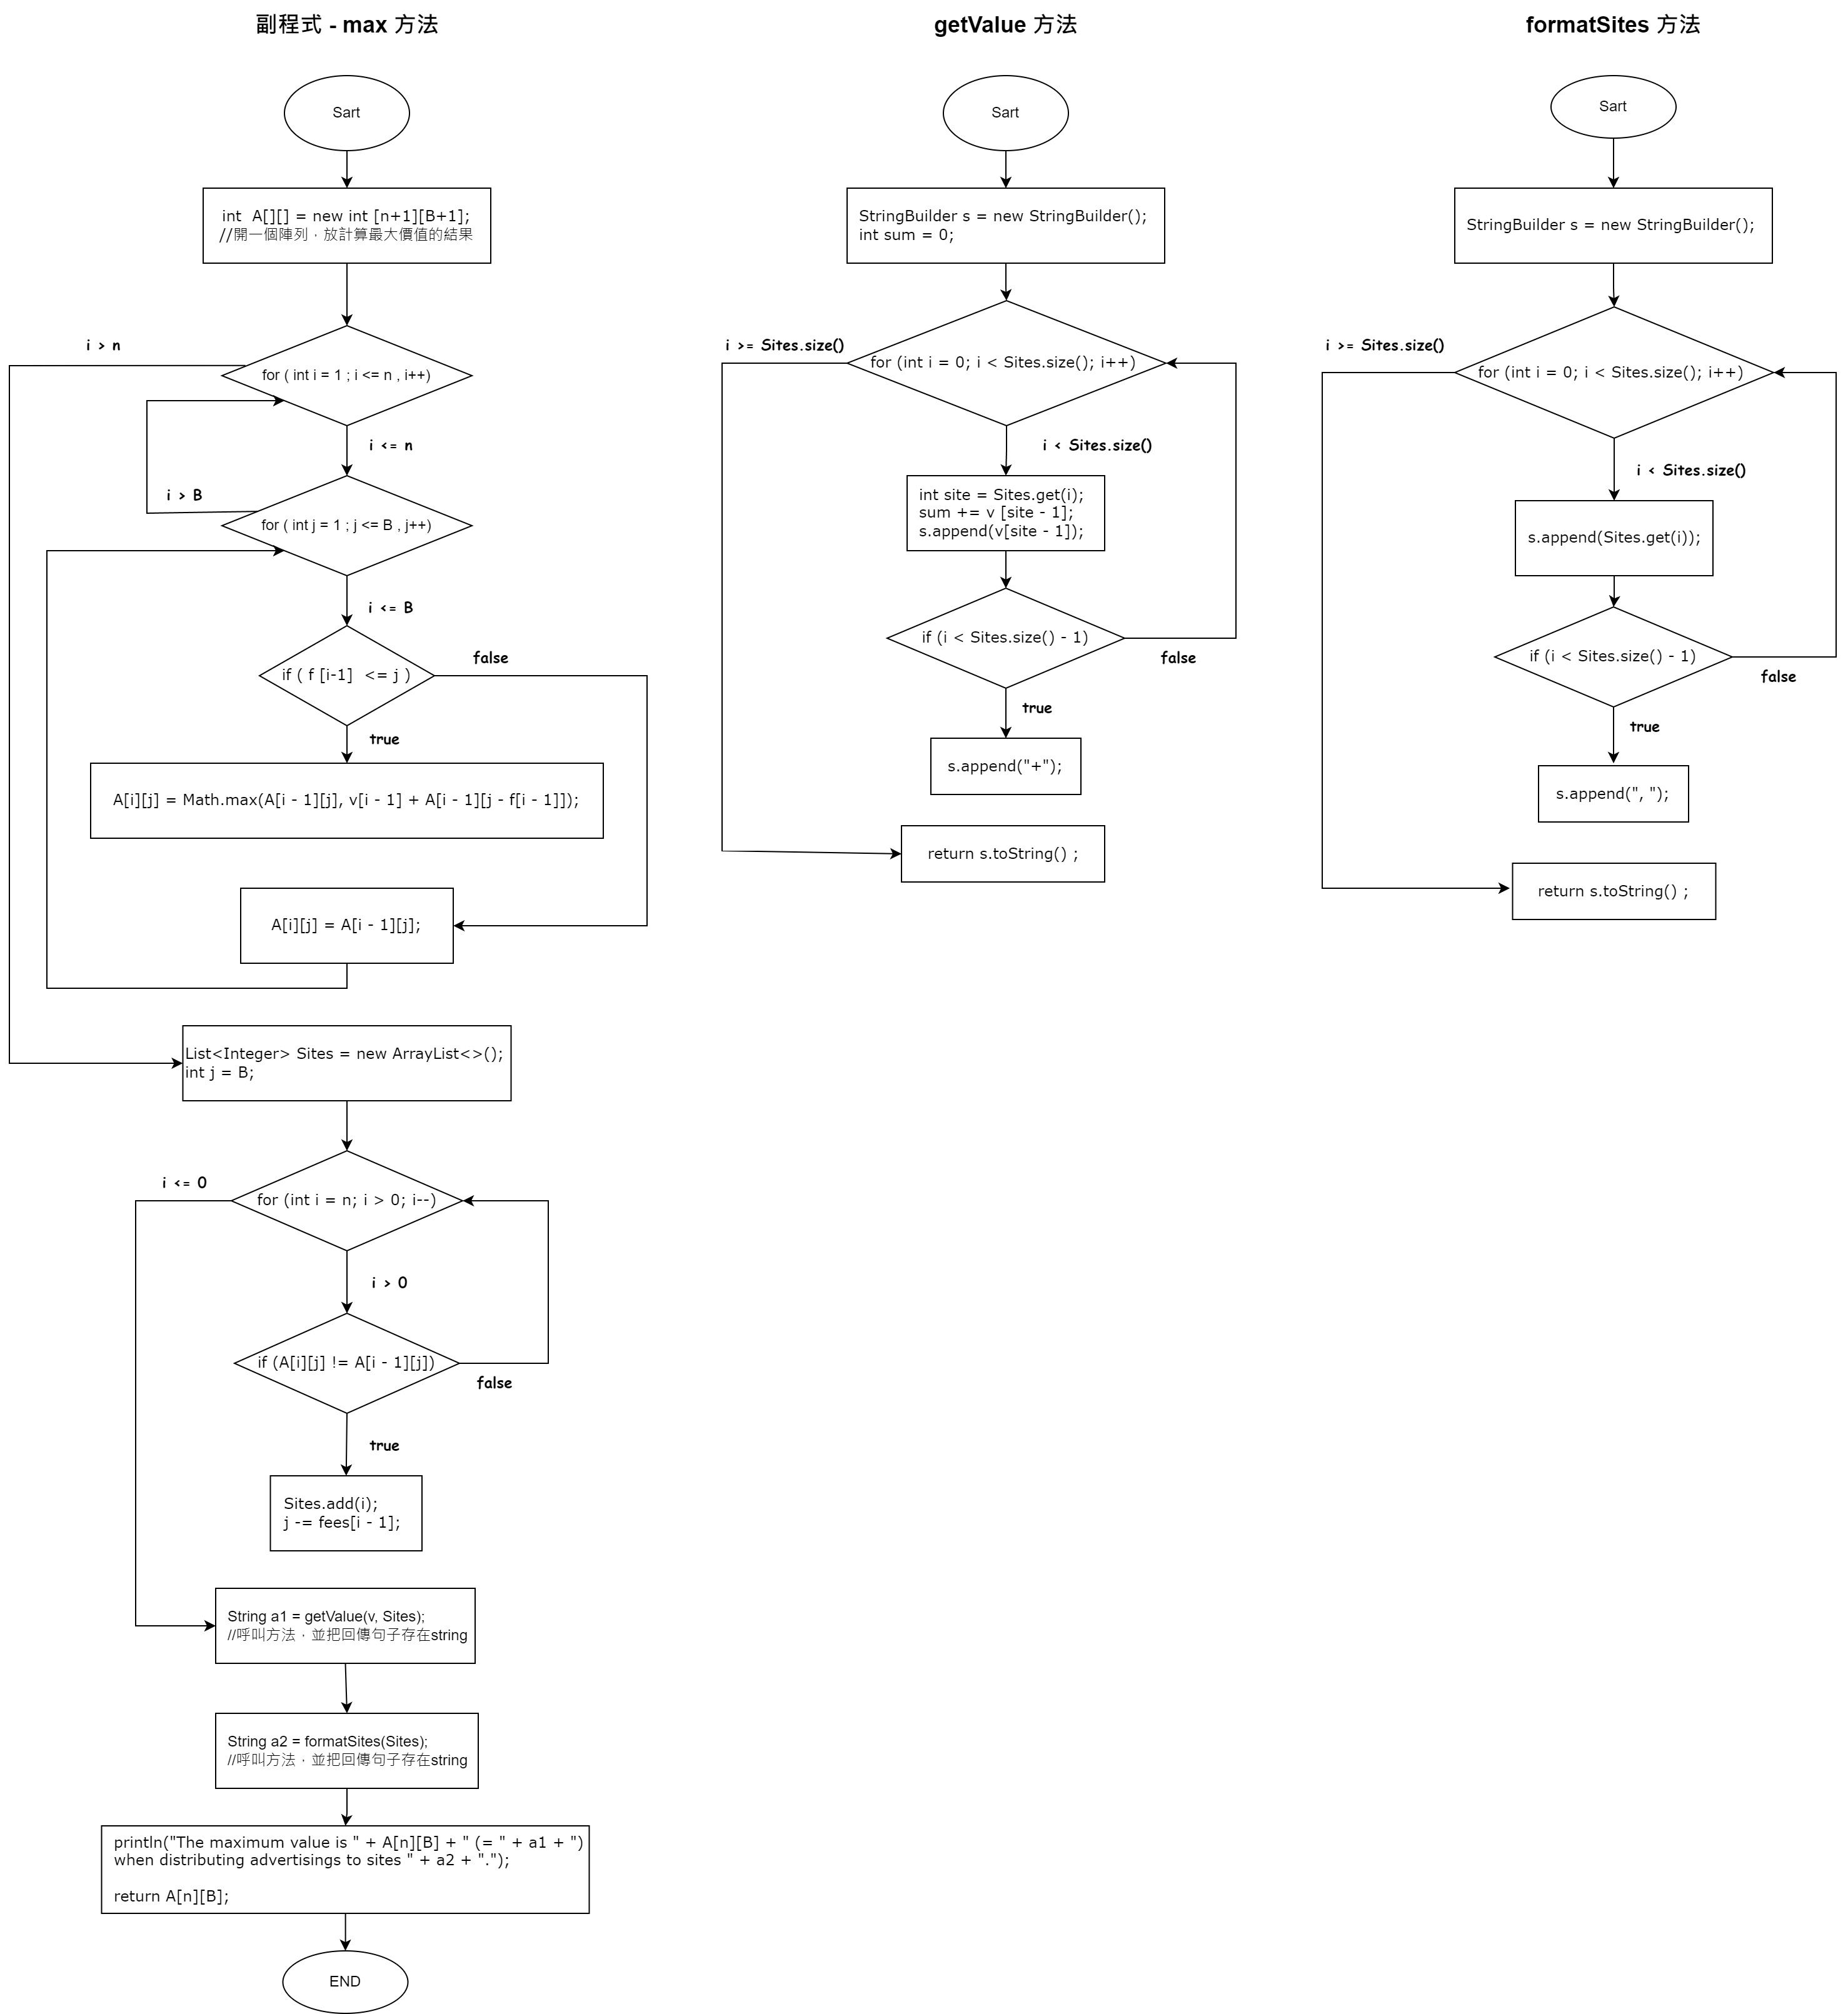 副程式 - max 方法
Sart
int  A[][] = new int [n+1][B+1];
//開一個陣列，放計算最大價值的結果
i > n
for ( int i = 1 ; i <= n , i++)
i <= n
i > B
for ( int j = 1 ; j <= B , j++)
i <= B
if ( f [i-1]  <= j )
false
true
A[i][j] = Math.max(A[i - 1][j], v[i - 1] + A[i - 1][j - f[i - 1]]);
A[i][j] = A[i - 1][j];
List<Integer> Sites = new ArrayList<>();
int j = B;
i <= 0
for (int i = n; i > 0; i--)
i > 0
if (A[i][j] != A[i - 1][j])
false
true
Sites.add(i);
j -= fees[i - 1];
String a1 = getValue(v, Sites);
//呼叫方法，並把回傳句子存在string
String a2 = formatSites(Sites);
//呼叫方法，並把回傳句子存在string
println("The maximum value is " + A[n][B] + " (= " + a1 + ")
when distributing advertisings to sites " + a2 + ".");
return A[n][B];
END
getValue 方法
Sart
StringBuilder s = new StringBuilder();
int sum = 0;
i >= Sites.size()
for (int i = 0; i < Sites.size(); i++)
i < Sites.size()
int site = Sites.get(i);
sum += v [site - 1];
s.append(v[site - 1]);
if (i < Sites.size() - 1)
false
true
s.append("+");
return s.toString() ;
formatSites 方法
Sart
StringBuilder s = new StringBuilder();
i >= Sites.size()
for (int i = 0; i < Sites.size(); i++)
i < Sites.size()
s.append(Sites.get(i));
if (i < Sites.size() - 1)
false
true
s.append(", ");
return s.toString() ;